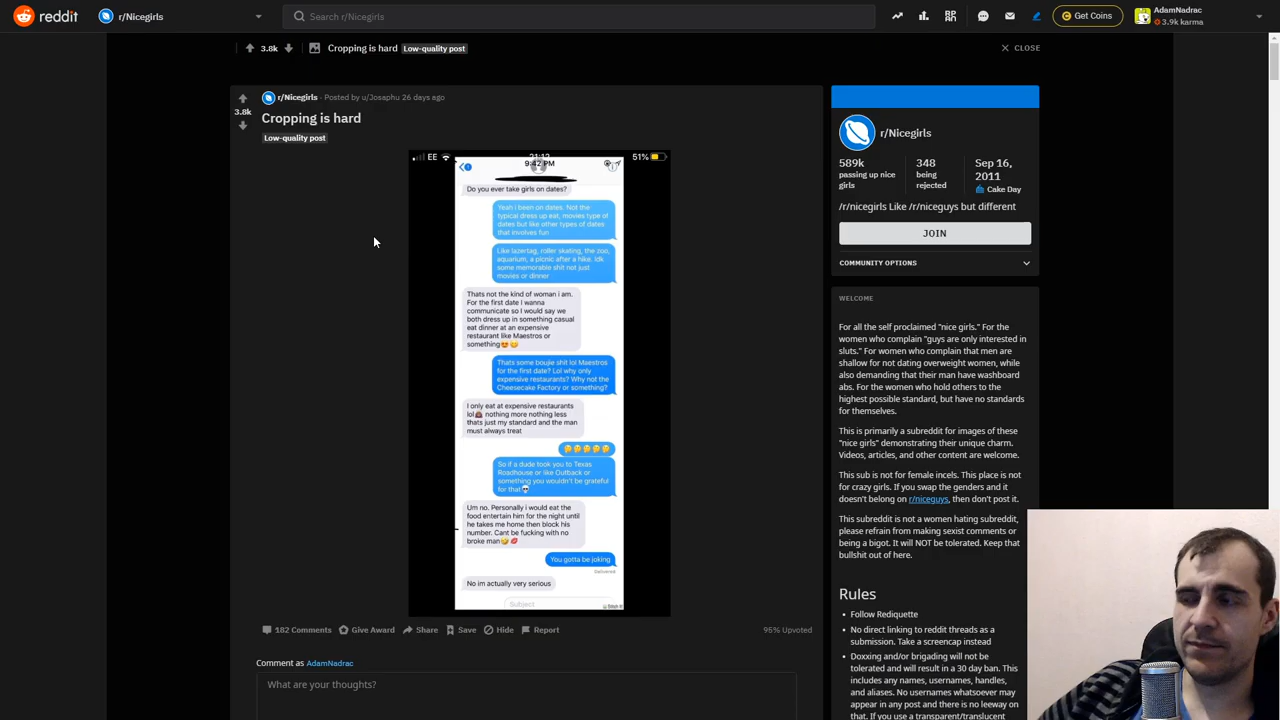 reddit
r/Nicegirls
Search r/Nicegirls
Get Coins
AdamNadrac
3.9k karma
3.8k
Cropping is hard
Low-quality post
CLOSE
3.8k
r/Nicegirls · Posted by u/Josaphu 26 days ago
Cropping is hard
Low-quality post
EE
21:12
51%
9:42 PM
Do you ever take girls on dates?
Yeah i been on dates. Not the
typical dress up eat, movies type of
dates but like other types of dates
that involves fun
Like lazertag, roller skating, the zoo,
aquarium, a picnic after a hike. Idk
some memorable shit not just
movies or dinner
Thats not the kind of woman i am.
For the first date i wanna
communicate so I would say we
both dress up in something casual
eat dinner at an expensive
restaurant like Maestros or
something😍😊
Thats some boujie shit lol Maestros
for the first date? Lol why only
expensive restaurants? Why not the
Cheesecake Factory or something?
I only eat at expensive restaurants
lol nothing more nothing less
thats just my standard and the man
must always treat
🤔🤔🤔🤔🤔
So if a dude took you to Texas
Roadhouse or like Outback or
something you wouldn't be grateful
for that💀
Um no. Personally i would eat the
food entertain him for the night until
he takes me home then block his
number. Cant be fucking with no
broke man🤣💋
You gotta be joking
Delivered
No im actually very serious
Subject
182 Comments
Give Award
Share
Save
Hide
Report
95% Upvoted
Comment as AdamNadrac
What are your thoughts?
r/Nicegirls
589k
348
Sep 16,
2011
passing up nice
girls
being
rejected
Cake Day
/r/nicegirls Like /r/niceguys but different
JOIN
COMMUNITY OPTIONS
WELCOME
For all the self proclaimed "nice girls." For the
women who complain "guys are only interested in
sluts." For women who complain that men are
shallow for not dating overweight women, while
also demanding that their man have washboard
abs. For the women who hold others to the
highest possible standard, but have no standards
for themselves.
This is primarily a subreddit for images of these
"nice girls" demonstrating their unique charm.
Videos, articles, and other content are welcome.
This sub is not for female incels. This place is not
for crazy girls. If you swap the genders and it
doesn't belong on r/niceguys, then don't post it.
This subreddit is not a women hating subreddit,
please refrain from making sexist comments or
being a bigot. It will NOT be tolerated. Keep that
bullshit out of here.
Rules
• Follow Rediquette
• No direct linking to reddit threads as a
submission. Take a screencap instead
• Doxxing and/or brigading will not be
tolerated and will result in a 30 day ban. This
includes any names, usernames, handles,
and aliases. No usernames whatsoever may
appear in any post and there is no leeway on
that. If you use a transparent/translucent